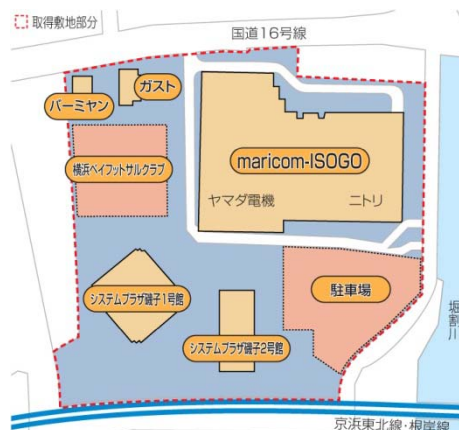 取得敷地部分
国道16号線
ガスト
バーミヤン
横浜ベイフットサルクラブ
maricom-ISOGO
ヤマダ電機
ニトリ
システムプラザ磯子1号館
駐車場
システムプラザ磯子2号館
堀割川
京浜東北線・根岸線